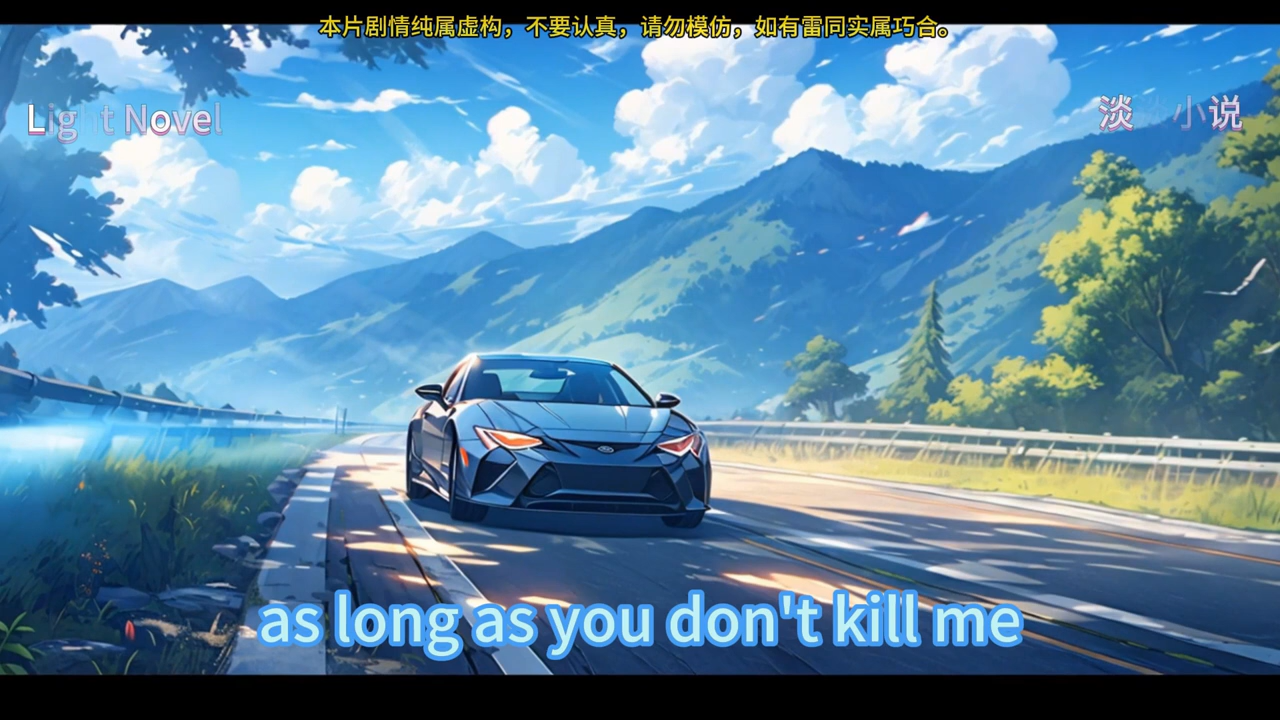 本片剧情纯属虚构，不要认真，请勿模仿，如有雷同实属巧合。
Light Novel
淡 小说
as long as you don't kill me